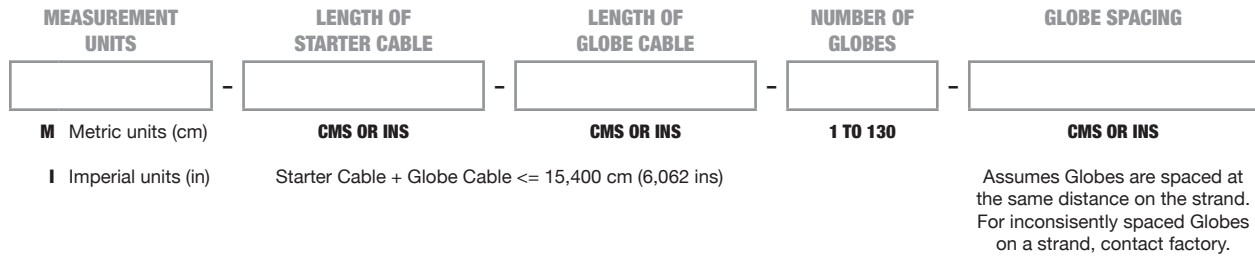 MEASUREMENT UNITS
LENGTH OF STARTER CABLE
LENGTH OF GLOBE CABLE
NUMBER OF GLOBES
GLOBE SPACING
– – – –
M Metric units (cm)
CMS OR INS
CMS OR INS
1 TO 130
CMS OR INS
I Imperial units (in)
Starter Cable + Globe Cable <= 15,400 cm (6,062 ins)
Assumes Globes are spaced at
the same distance on the strand.
For inconsisently spaced Globes
on a strand, contact factory.